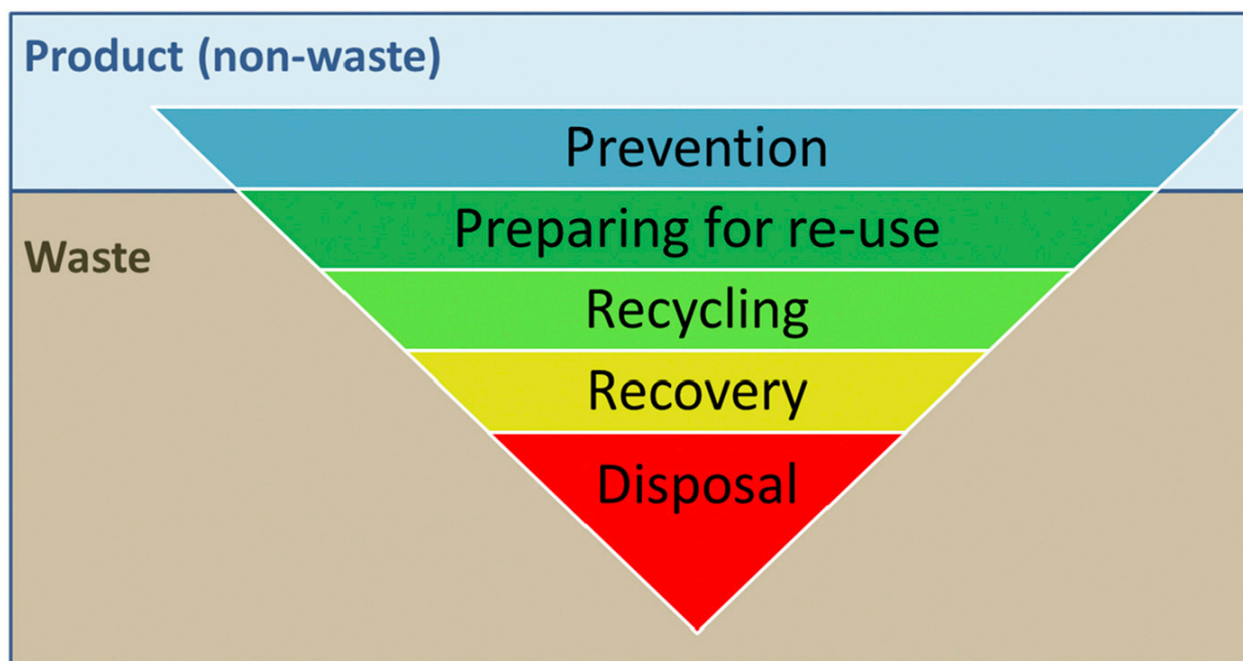 Product (non-waste)
Prevention
Preparing for re-use
Waste
Recycling
Recovery
Disposal